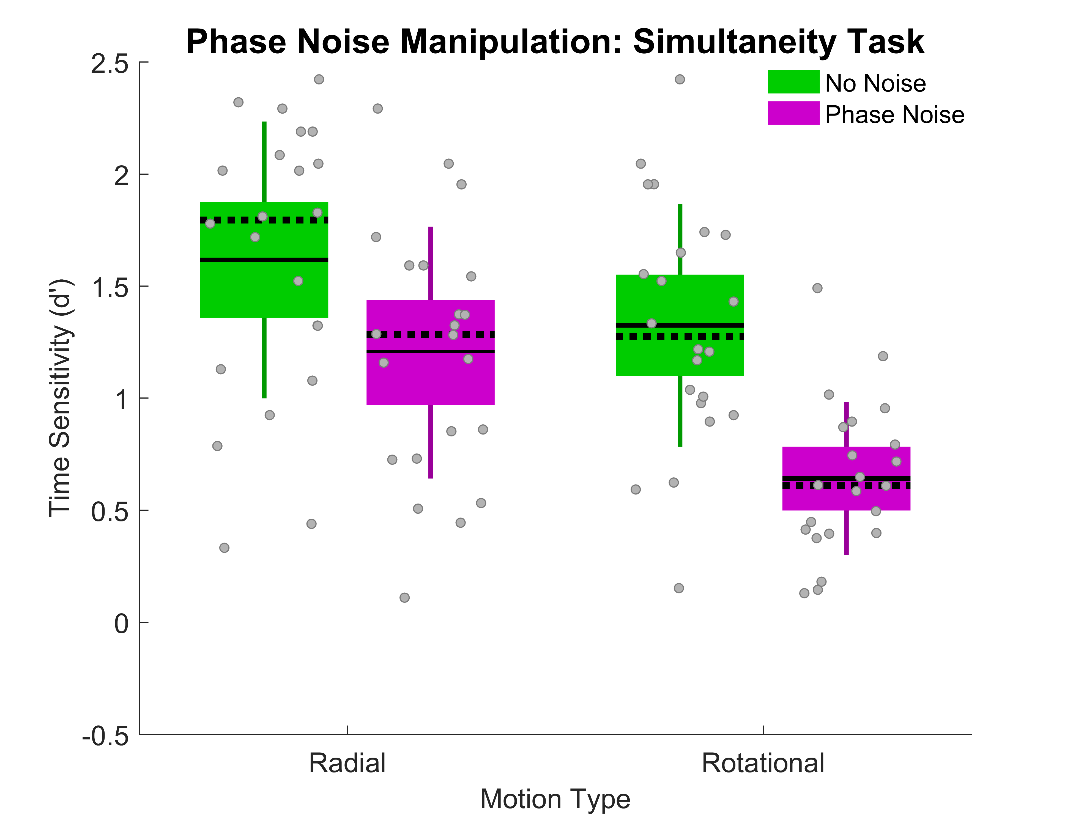 Phase Noise Manipulation: Simultaneity Task
No Noise
Phase Noise
Time Sensitivity (d')
2.5
2
1.5
1
0.5
0
-0.5
Radial
Rotational
Motion Type